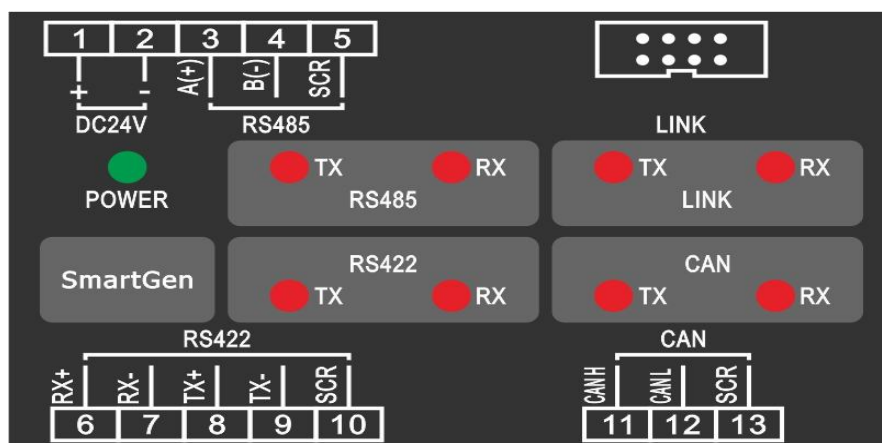 1 2 3 4 5
+ - A(+) B(-) SCR
DC24V RS485 LINK
TX RX TX RX
POWER RS485 LINK
SmartGen RS422 CAN
TX RX TX RX
RS422 CAN
RX+ RX- TX+ TX- SCR CANH CANL SCR
6 7 8 9 10 11 12 13